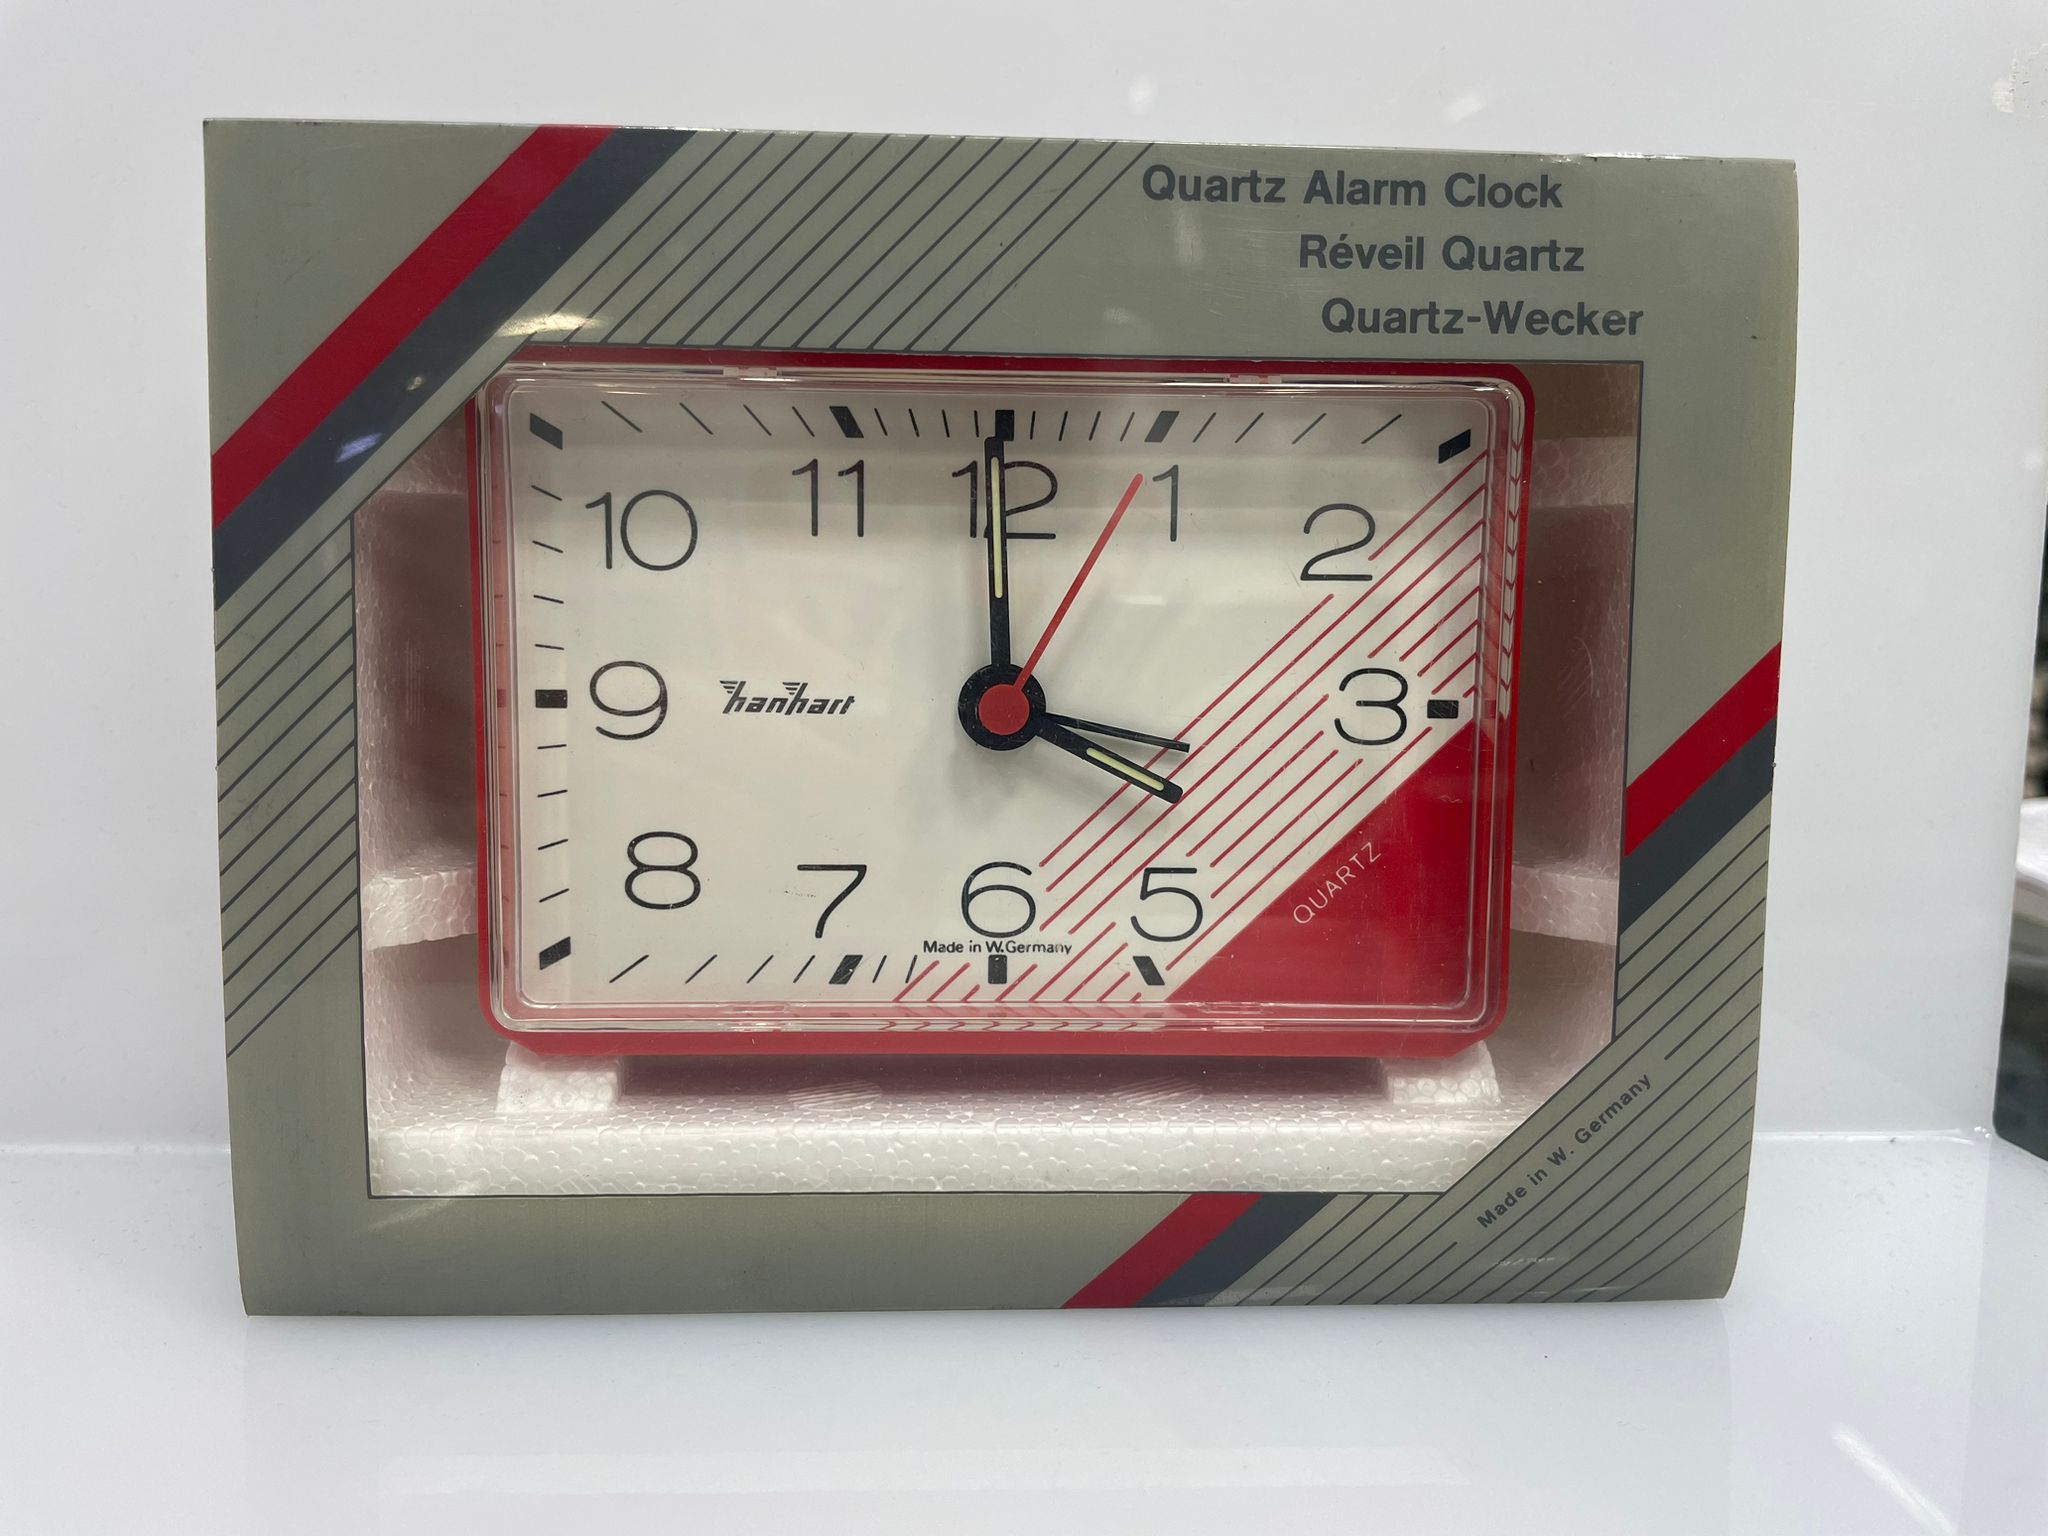 Quartz Alarm Clock
Réveil Quartz
Quartz-Wecker
11 12 1
10 2
9 hanhart 3
8 7 6 5
QUARTZ
Made in W.Germany
Made in W. Germany